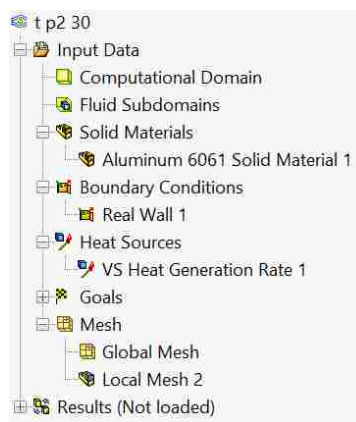 t p2 30
Input Data
Computational Domain
Fluid Subdomains
Solid Materials
Aluminum 6061 Solid Material 1
Boundary Conditions
Real Wall 1
Heat Sources
VS Heat Generation Rate 1
Goals
Mesh
Global Mesh
Local Mesh 2
Results (Not loaded)